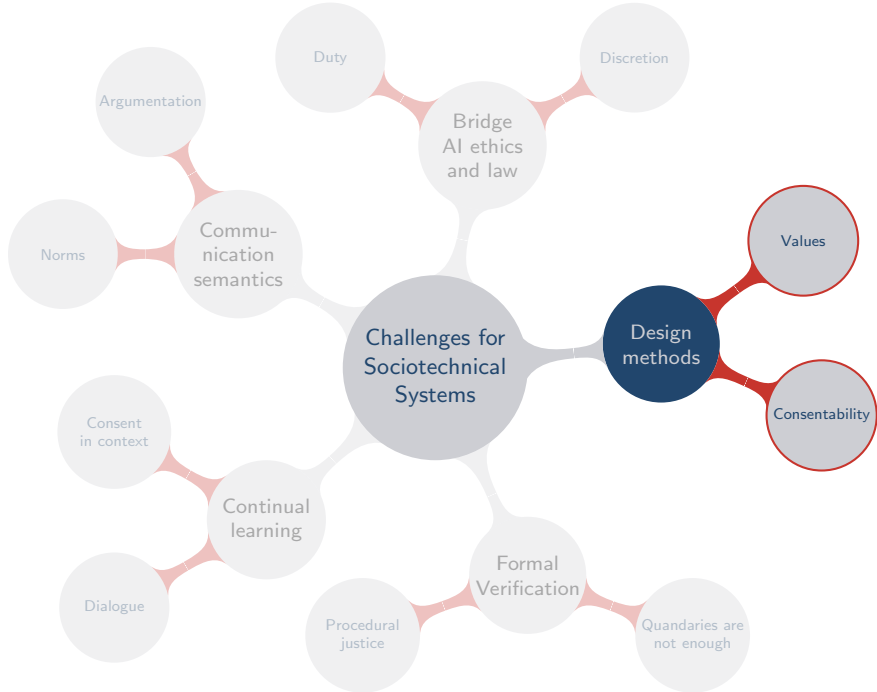 Duty
Discretion
Argumentation
Bridge
AI ethics
and law
Values
Commu-
nication
semantics
Norms
Challenges for
Sociotechnical
Systems
Design
methods
Consentability
Consent
in context
Continual
learning
Formal
Verification
Dialogue
Procedural
justice
Quandaries are
not enough